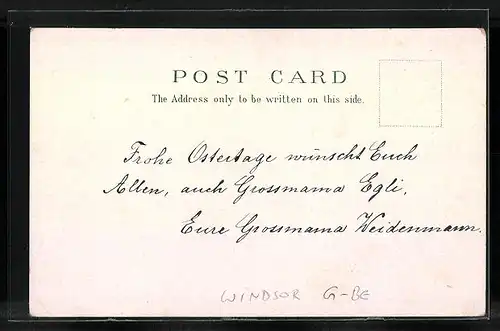 POST CARD
The Address only to be written on this side.
Frohe Ostertage wünscht Euch
Allen, auch Grossmama Egli,
Eure Grossmama Weidenmann.
WINDSOR G-BE